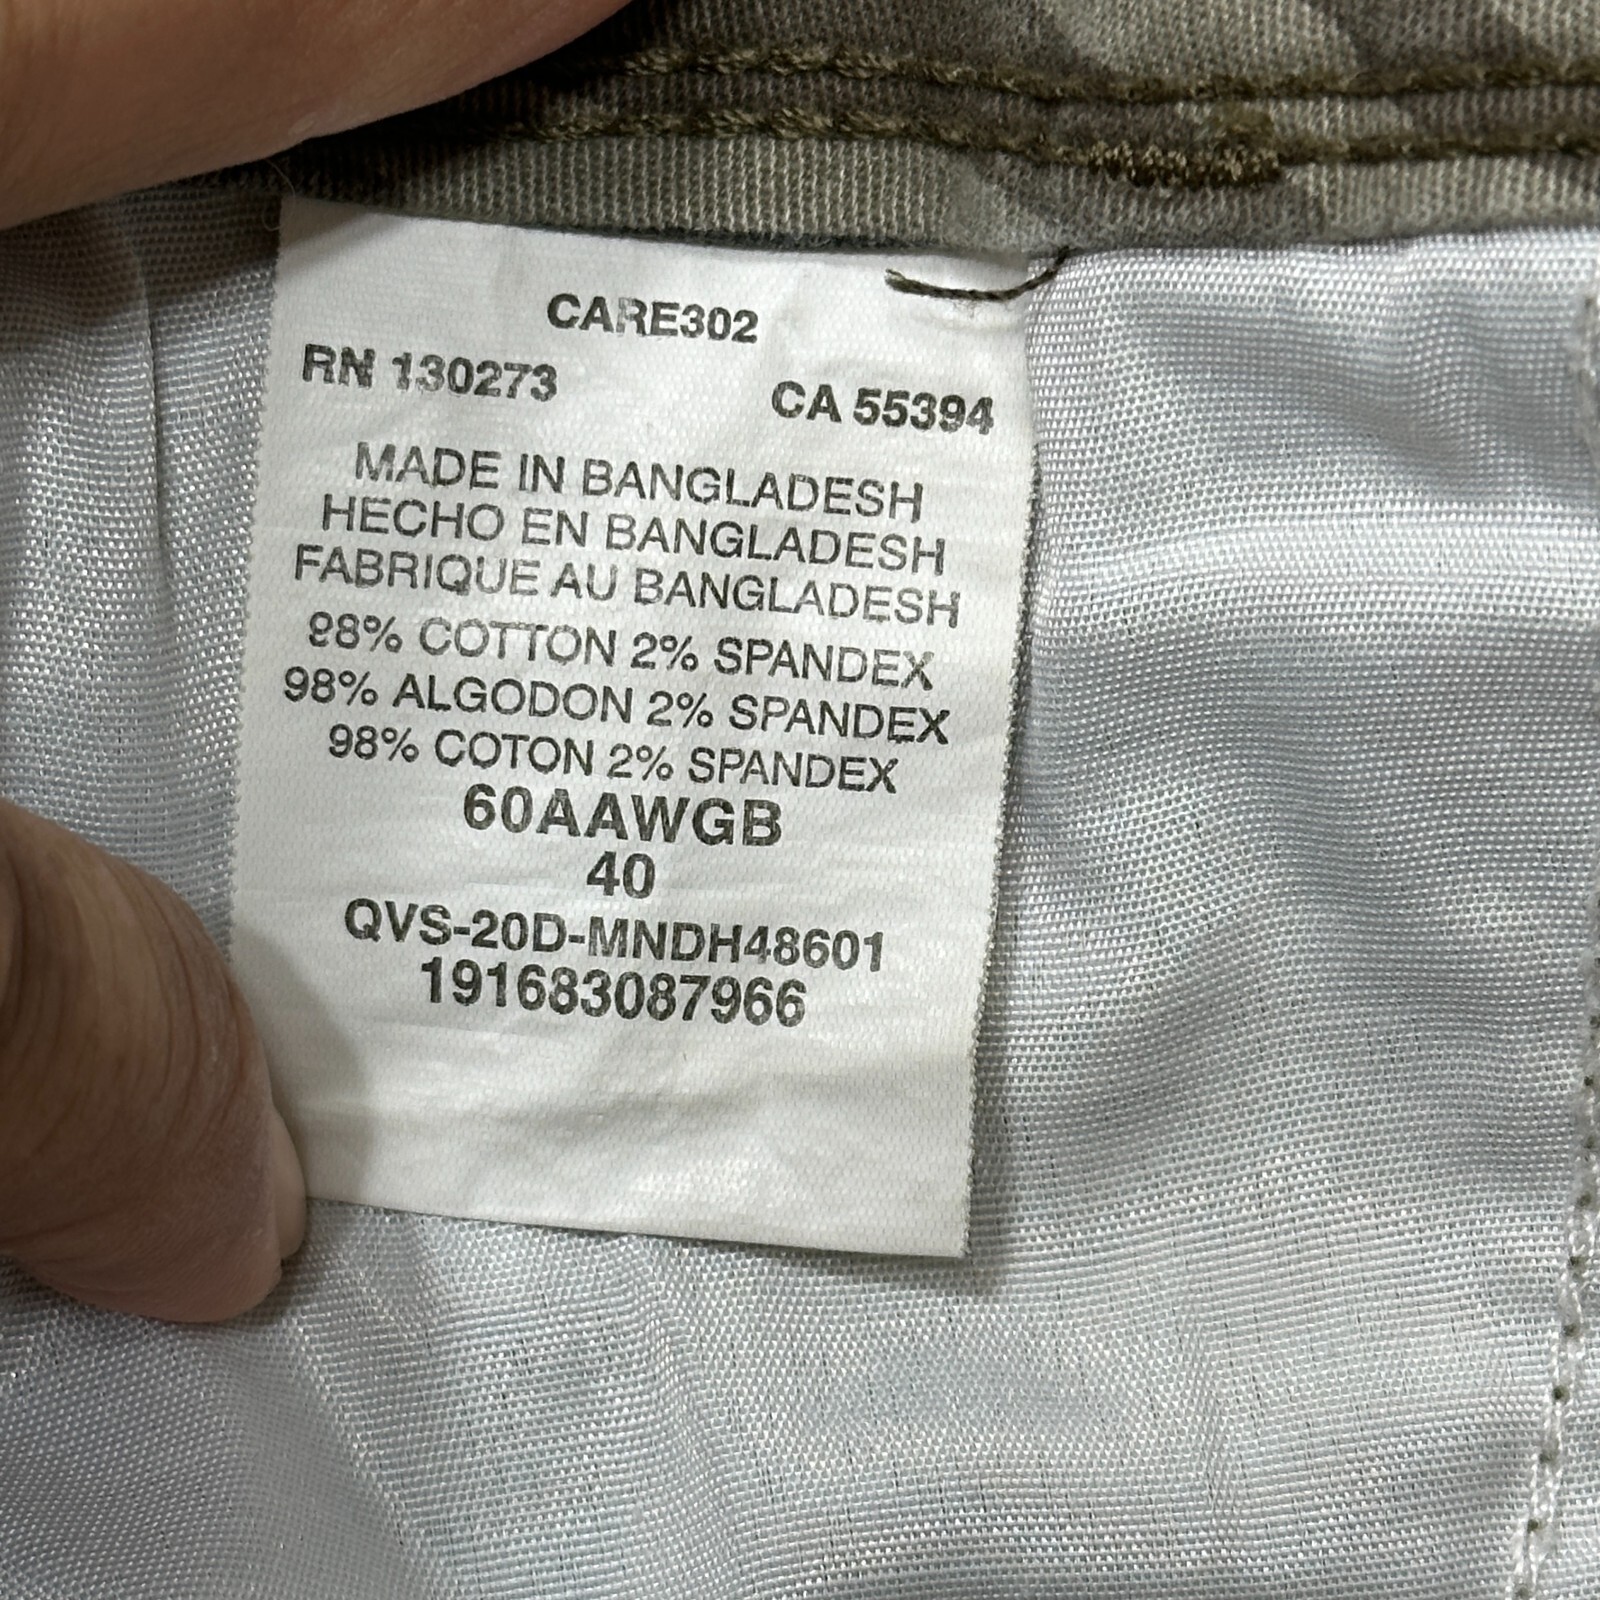 CARE302
RN 130273
CA 55394
MADE IN BANGLADESH
HECHO EN BANGLADESH
FABRIQUE AU BANGLADESH
98% COTTON 2% SPANDEX
98% ALGODON 2% SPANDEX
98% COTON 2% SPANDEX
60AAWGB
40
QVS-20D-MNDH48601
191683087966